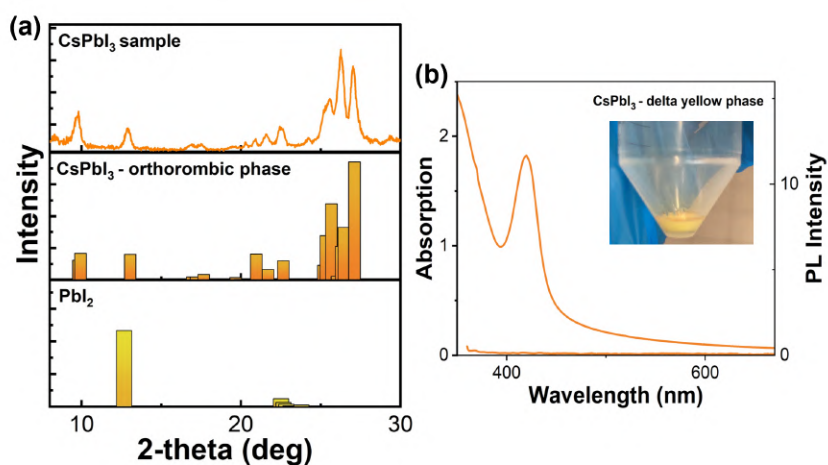 (a)
CsPbI₃ sample
CsPbI₃ - orthorombic phase
PbI₂
Intensity
10 20 30
2-theta (deg)
(b)
CsPbI₃ - delta yellow phase
Absorption
2
1
0
PL Intensity
10
0
400 600
Wavelength (nm)